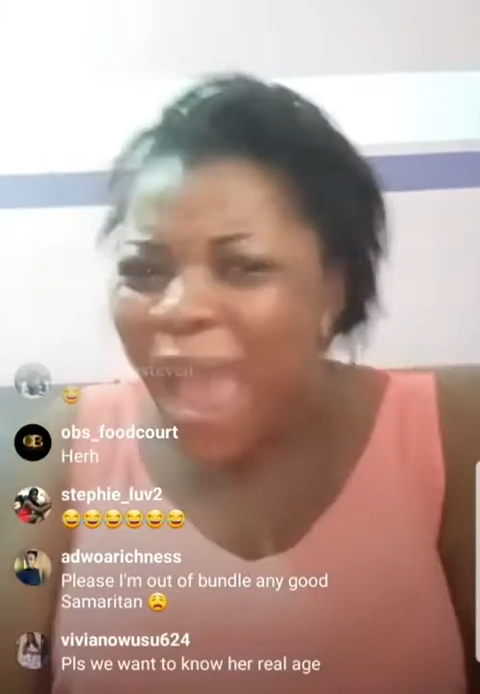 steven
😂
obs_foodcourt
Herh
stephie_luv2
😂😂😂😂😂😂
adwoarichness
Please I'm out of bundle any good
Samaritan 😩
vivianowusu624
Pls we want to know her real age